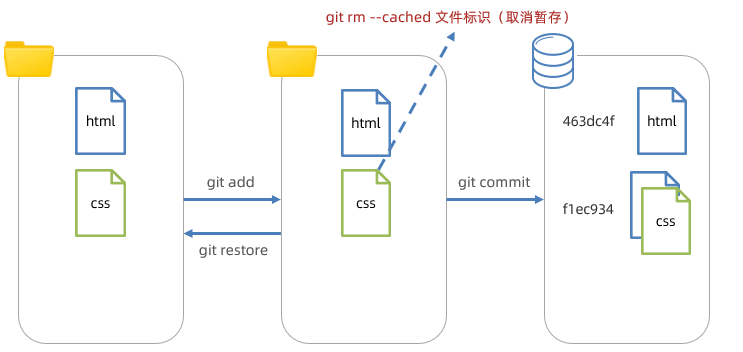 git rm --cached 文件标识（取消暂存）
html
css
git add
git restore
html
css
git commit
463dc4f
html
f1ec934
css